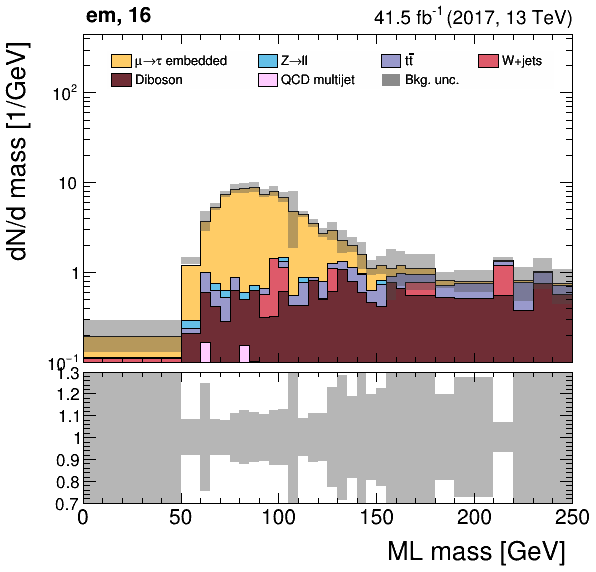 em, 16 41.5 fb⁻¹ (2017, 13 TeV)
μ→τ embedded Z→ll tt̄ W+jets
Diboson QCD multijet Bkg. unc.
dN/d mass [1/GeV]
10²
10
1
10⁻¹
1.3
1.2
1.1
1
0.9
0.8
0.7
0 50 100 150 200 250
ML mass [GeV]